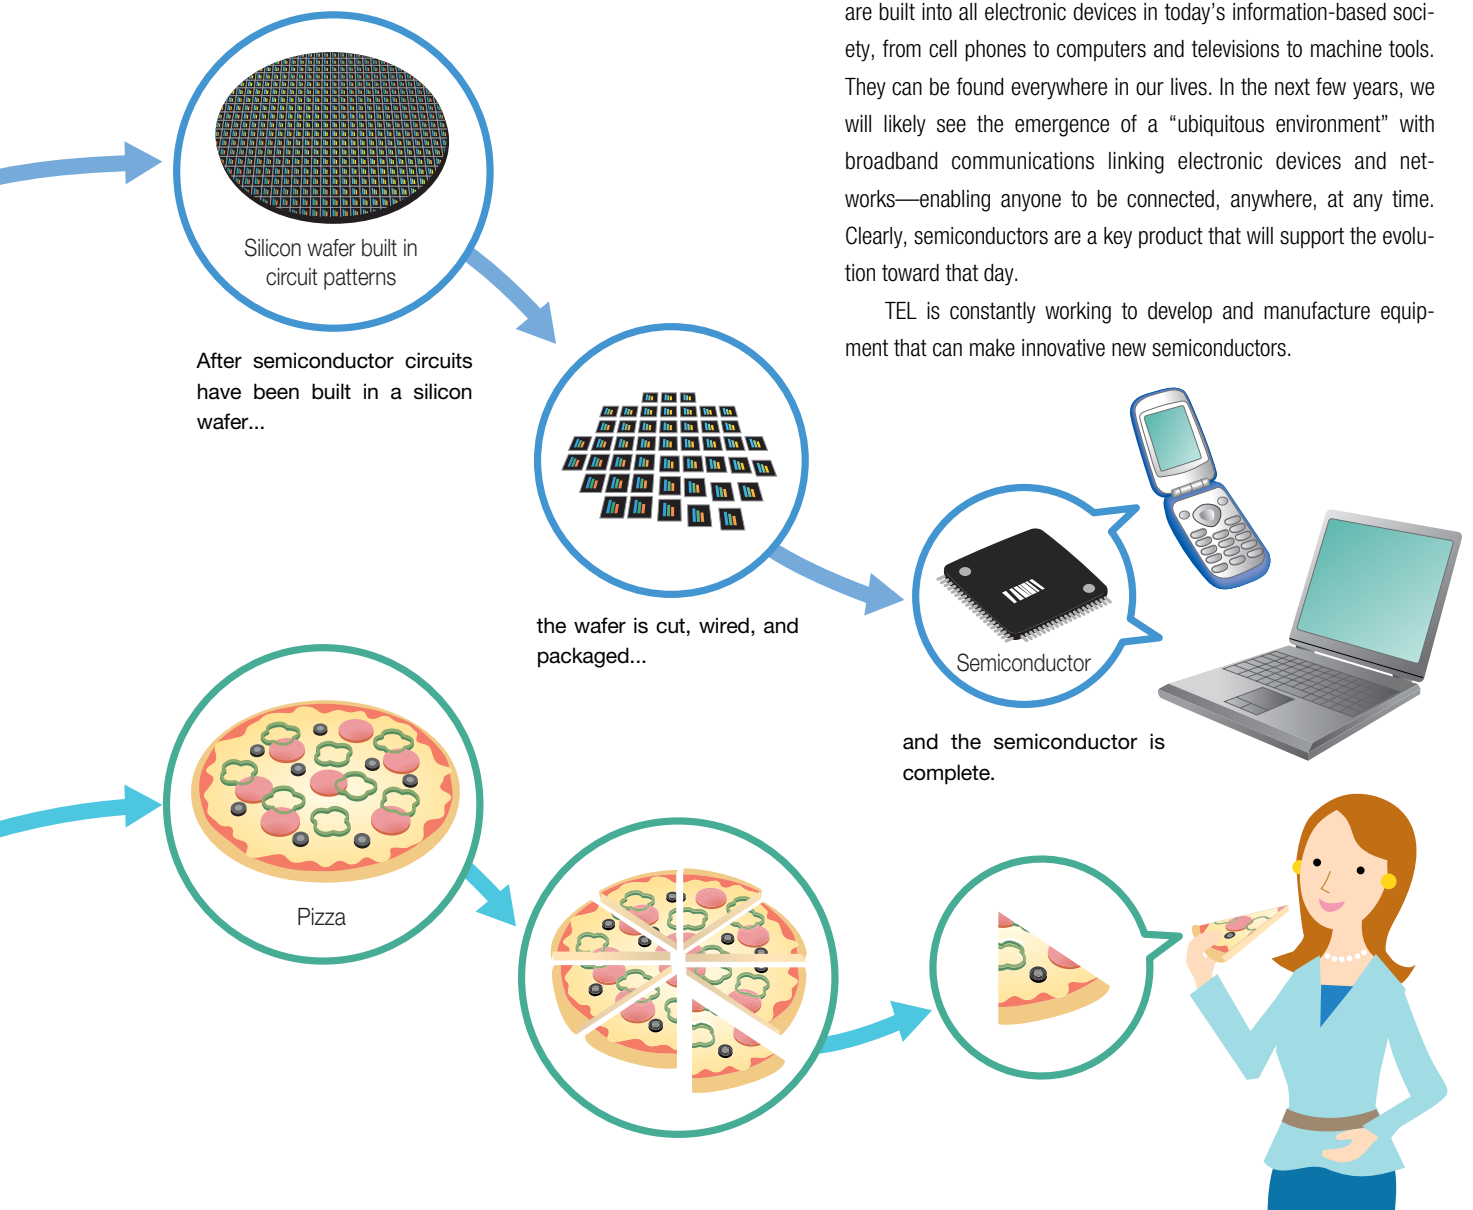 are built into all electronic devices in today’s information-based soci-
ety, from cell phones to computers and televisions to machine tools.
They can be found everywhere in our lives. In the next few years, we
will likely see the emergence of a “ubiquitous environment” with
broadband communications linking electronic devices and net-
works—enabling anyone to be connected, anywhere, at any time.
Clearly, semiconductors are a key product that will support the evolu-
tion toward that day.
TEL is constantly working to develop and manufacture equip-
ment that can make innovative new semiconductors.
Silicon wafer built in
circuit patterns
After semiconductor circuits
have been built in a silicon
wafer...
the wafer is cut, wired, and
packaged...
Semiconductor
and the semiconductor is
complete.
Pizza